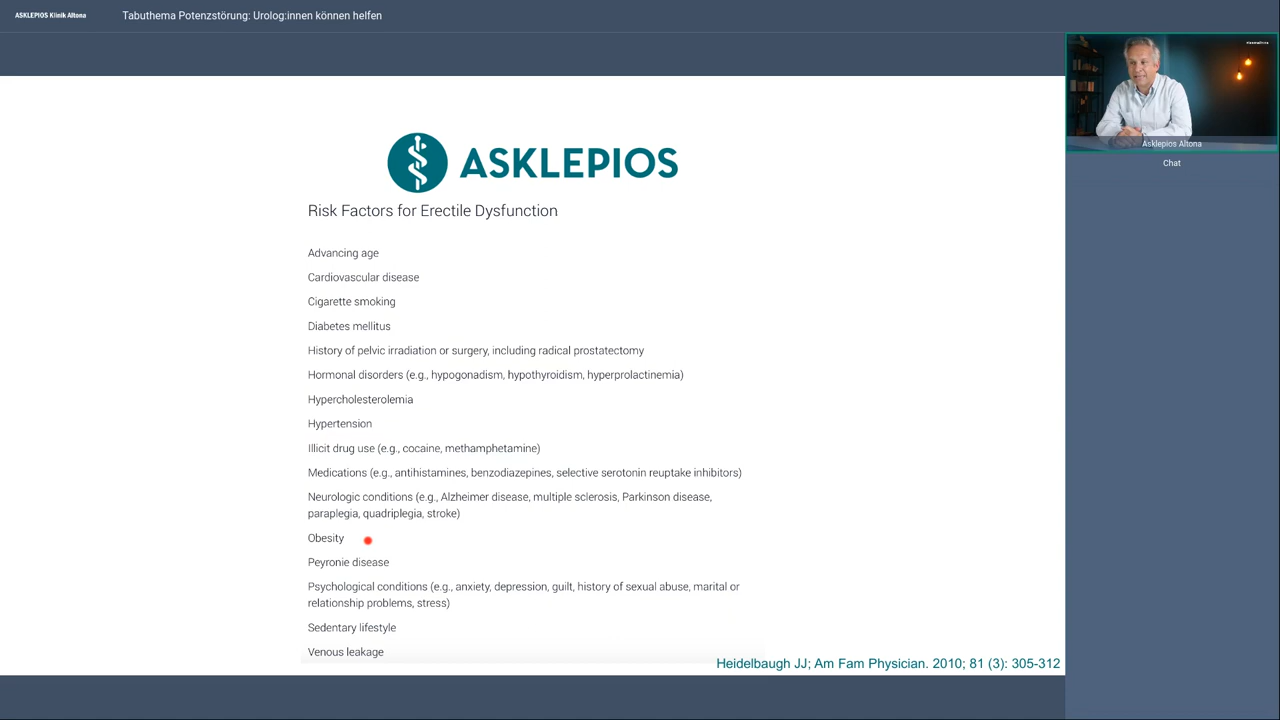 ASKLEPIOS Klinik Altona
Tabuthema Potenzstörung: Urolog:innen können helfen
ASKLEPIOS
Risk Factors for Erectile Dysfunction
Advancing age
Cardiovascular disease
Cigarette smoking
Diabetes mellitus
History of pelvic irradiation or surgery, including radical prostatectomy
Hormonal disorders (e.g., hypogonadism, hypothyroidism, hyperprolactinemia)
Hypercholesterolemia
Hypertension
Illicit drug use (e.g., cocaine, methamphetamine)
Medications (e.g., antihistamines, benzodiazepines, selective serotonin reuptake inhibitors)
Neurologic conditions (e.g., Alzheimer disease, multiple sclerosis, Parkinson disease,
paraplegia, quadriplegia, stroke)
Obesity
Peyronie disease
Psychological conditions (e.g., anxiety, depression, guilt, history of sexual abuse, marital or
relationship problems, stress)
Sedentary lifestyle
Venous leakage
Heidelbaugh JJ; Am Fam Physician. 2010; 81 (3): 305-312
Asklepios Altona
Chat